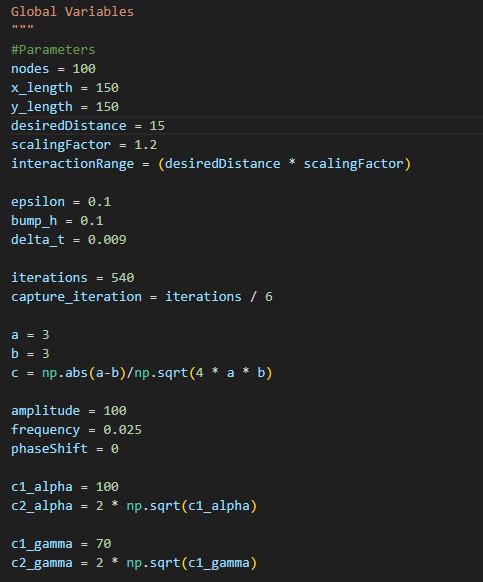 Global Variables
"""
#Parameters
nodes = 100
x_length = 150
y_length = 150
desiredDistance = 15
scalingFactor = 1.2
interactionRange = (desiredDistance * scalingFactor)
epsilon = 0.1
bump_h = 0.1
delta_t = 0.009
iterations = 540
capture_iteration = iterations / 6
a = 3
b = 3
c = np.abs(a-b)/np.sqrt(4 * a * b)
amplitude = 100
frequency = 0.025
phaseShift = 0
c1_alpha = 100
c2_alpha = 2 * np.sqrt(c1_alpha)
c1_gamma = 70
c2_gamma = 2 * np.sqrt(c1_gamma)